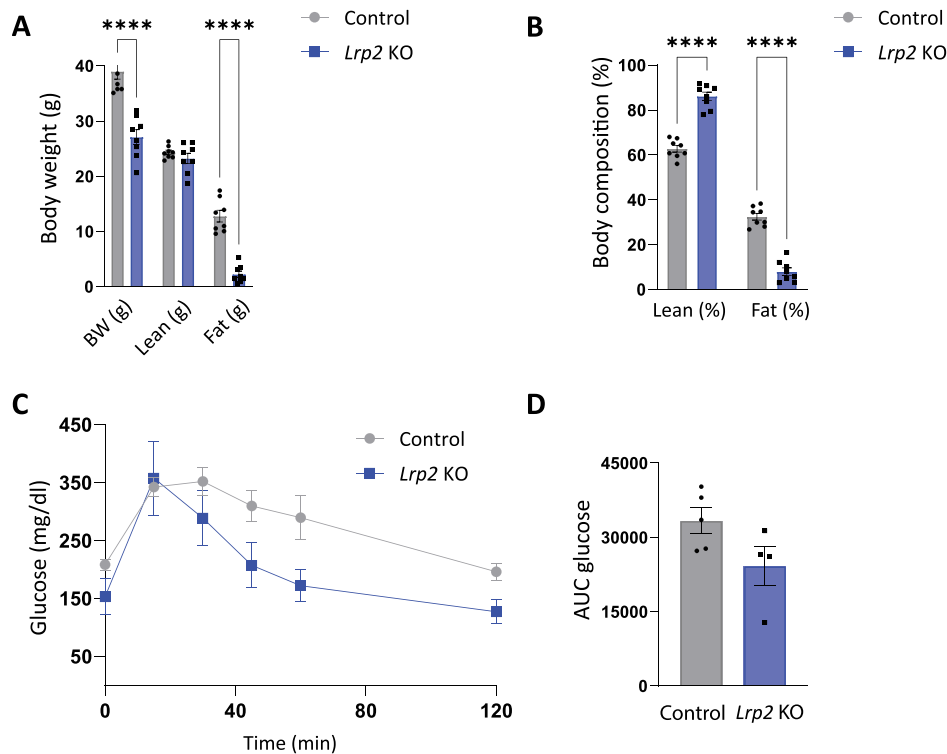 A
****
****
Control
Lrp2 KO
Body weight (g)
40
30
20
10
0
BW (g)
Lean (g)
Fat (g)
B
****
****
Control
Lrp2 KO
Body composition (%)
100
80
60
40
20
0
Lean (%)
Fat (%)
C
Control
Lrp2 KO
Glucose (mg/dl)
450
350
250
150
50
0
40
80
120
Time (min)
D
AUC glucose
45000
30000
15000
0
Control
Lrp2 KO